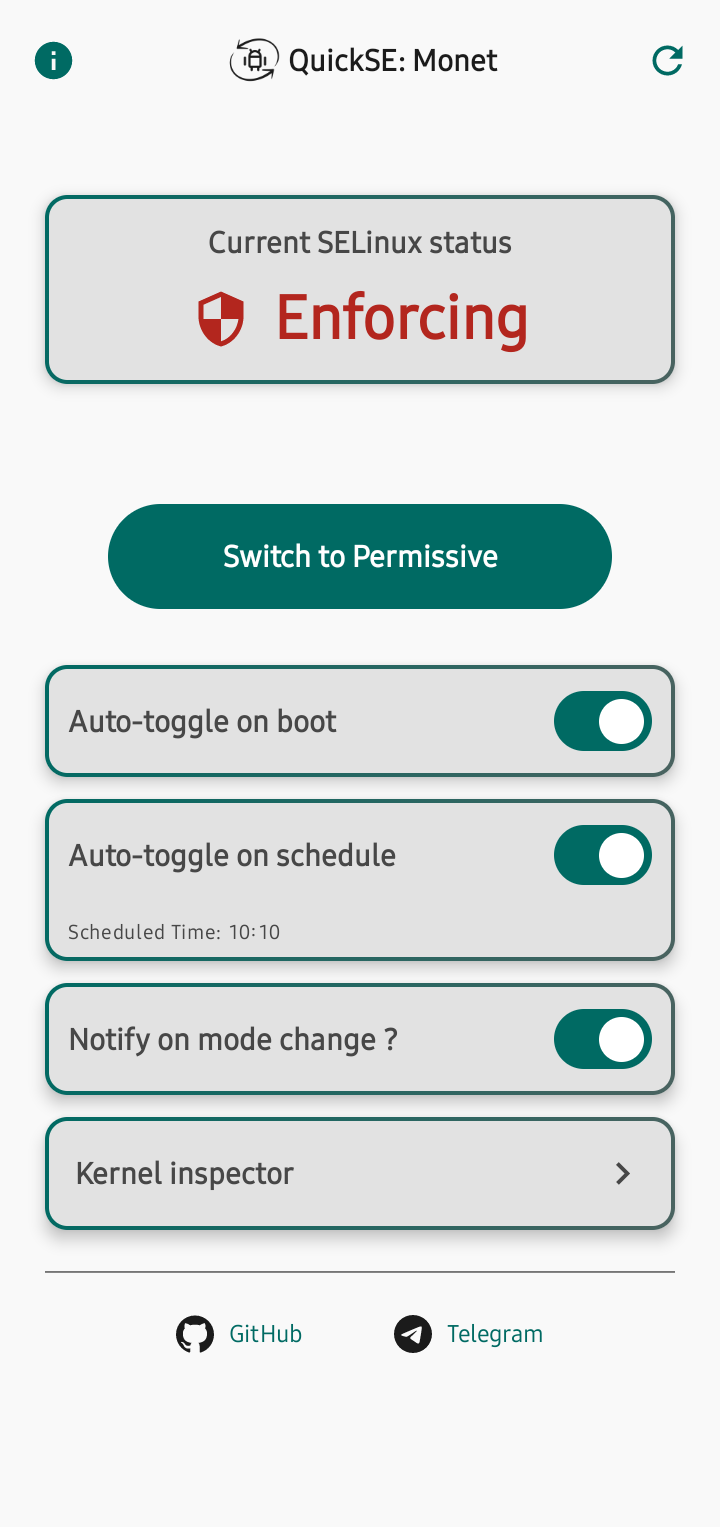 QuickSE: Monet
Current SELinux status
Enforcing
Switch to Permissive
Auto-toggle on boot
Auto-toggle on schedule
Scheduled Time: 10:10
Notify on mode change ?
Kernel inspector
GitHub
Telegram